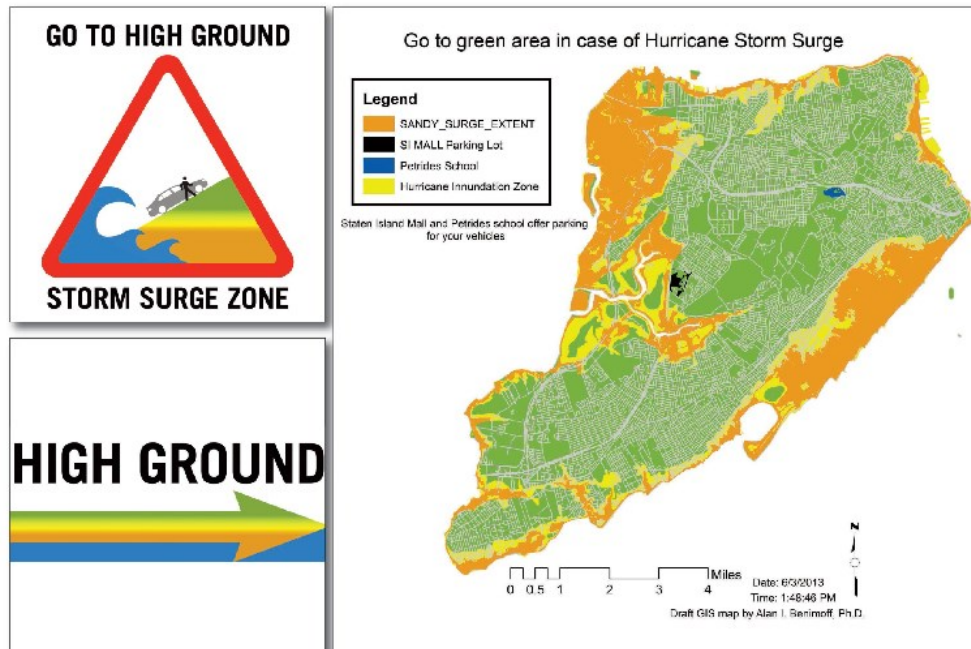 GO TO HIGH GROUND
STORM SURGE ZONE
HIGH GROUND
Go to green area in case of Hurricane Storm Surge
Legend
SANDY_SURGE_EXTENT
SI MALL Parking Lot
Petrides School
Hurricane Innundation Zone
Staten Island Mall and Petrides school offer parking
for your vehicles
N
Miles
0 0.5 1 2 3 4
Date: 6/3/2013
Time: 1:48:46 PM
Draft GIS map by Alan I. Benimoff, Ph.D.